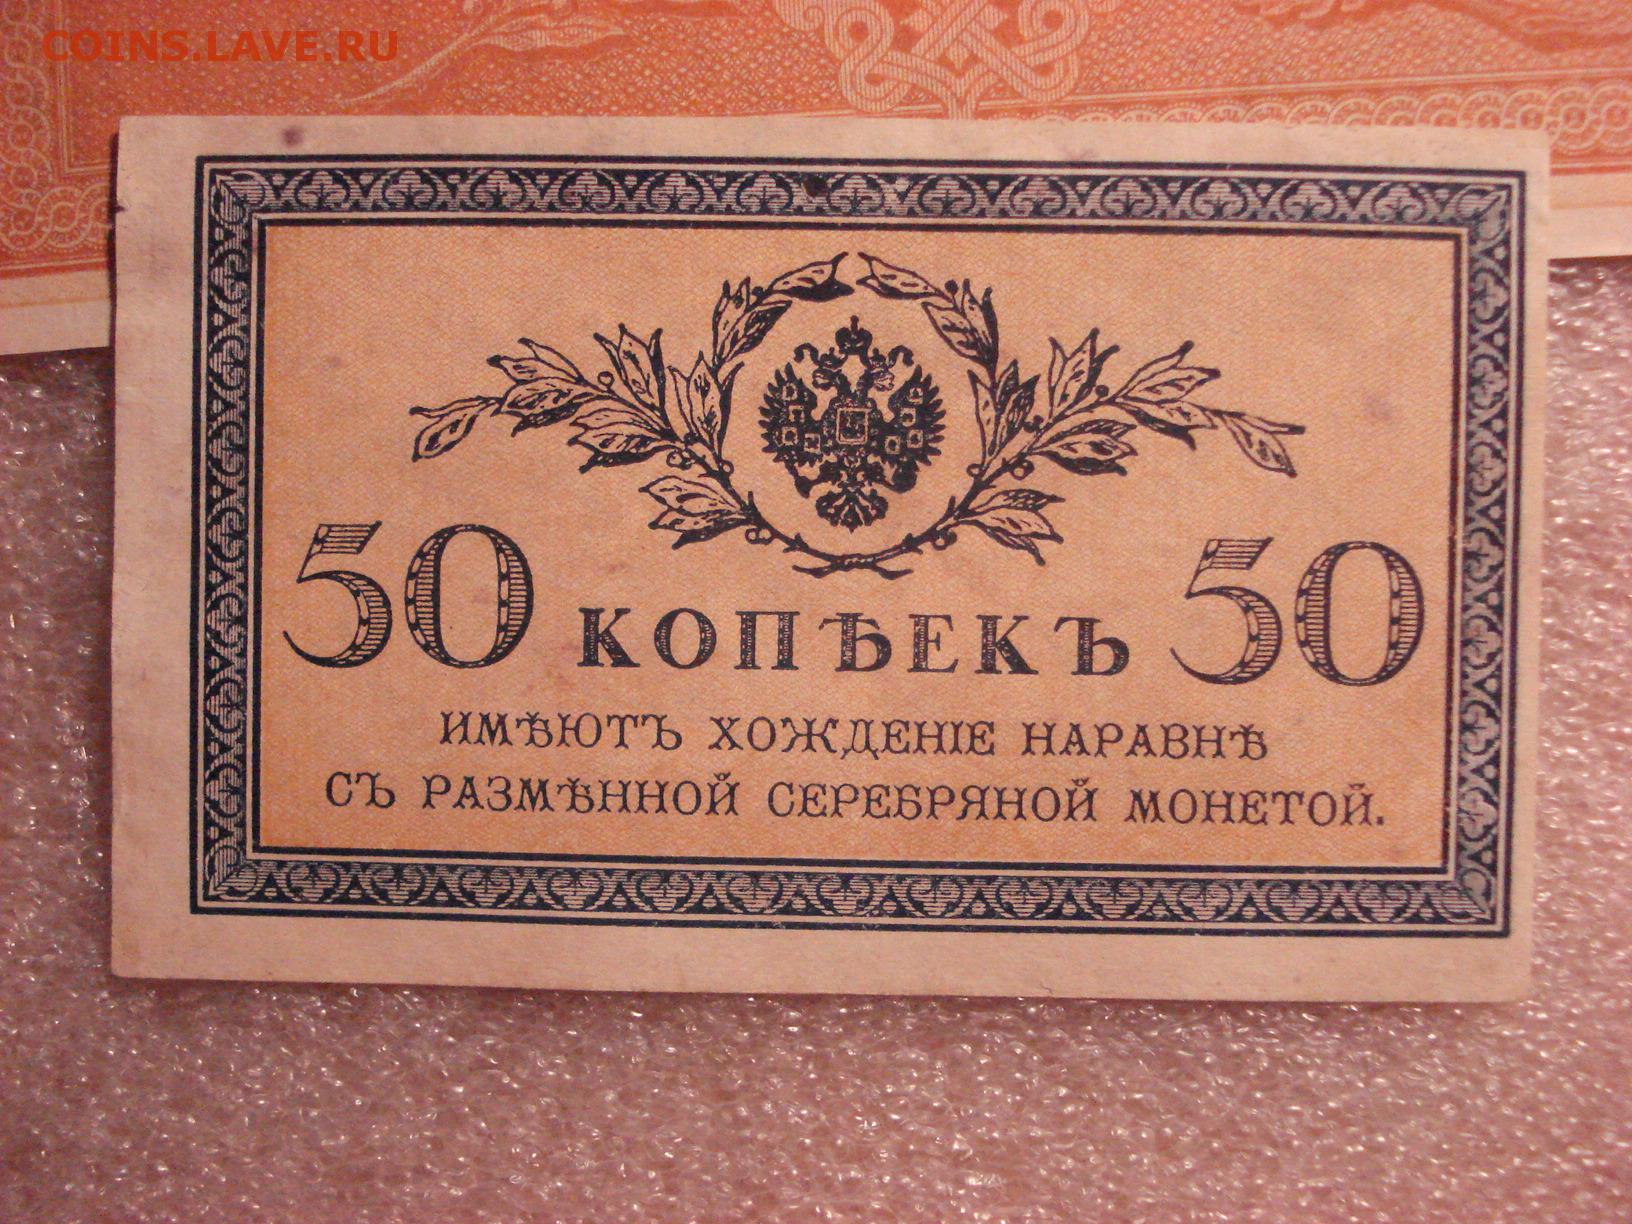 COINS.LAVE.RU
50 КОПѢЕКЪ 50
ИМѢЮТЪ ХОЖДЕНІЕ НАРАВНѢ
СЪ РАЗМѢННОЙ СЕРЕБРЯНОЙ МОНЕТОЙ.